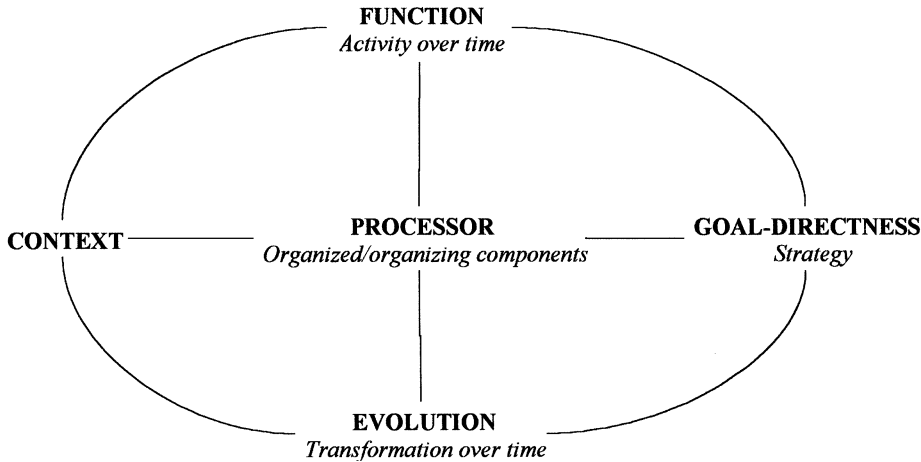 FUNCTION
Activity over time
CONTEXT
PROCESSOR
Organized/organizing components
GOAL-DIRECTNESS
Strategy
EVOLUTION
Transformation over time